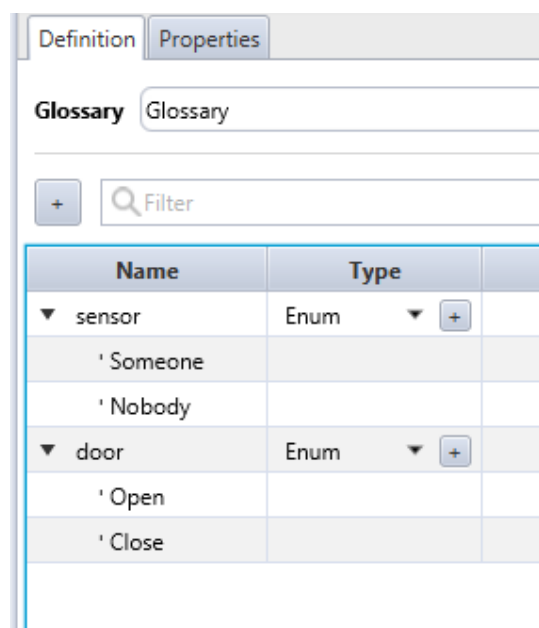 Definition Properties
Glossary Glossary
+ Filter
Name Type
sensor Enum +
' Someone
' Nobody
door Enum +
' Open
' Close